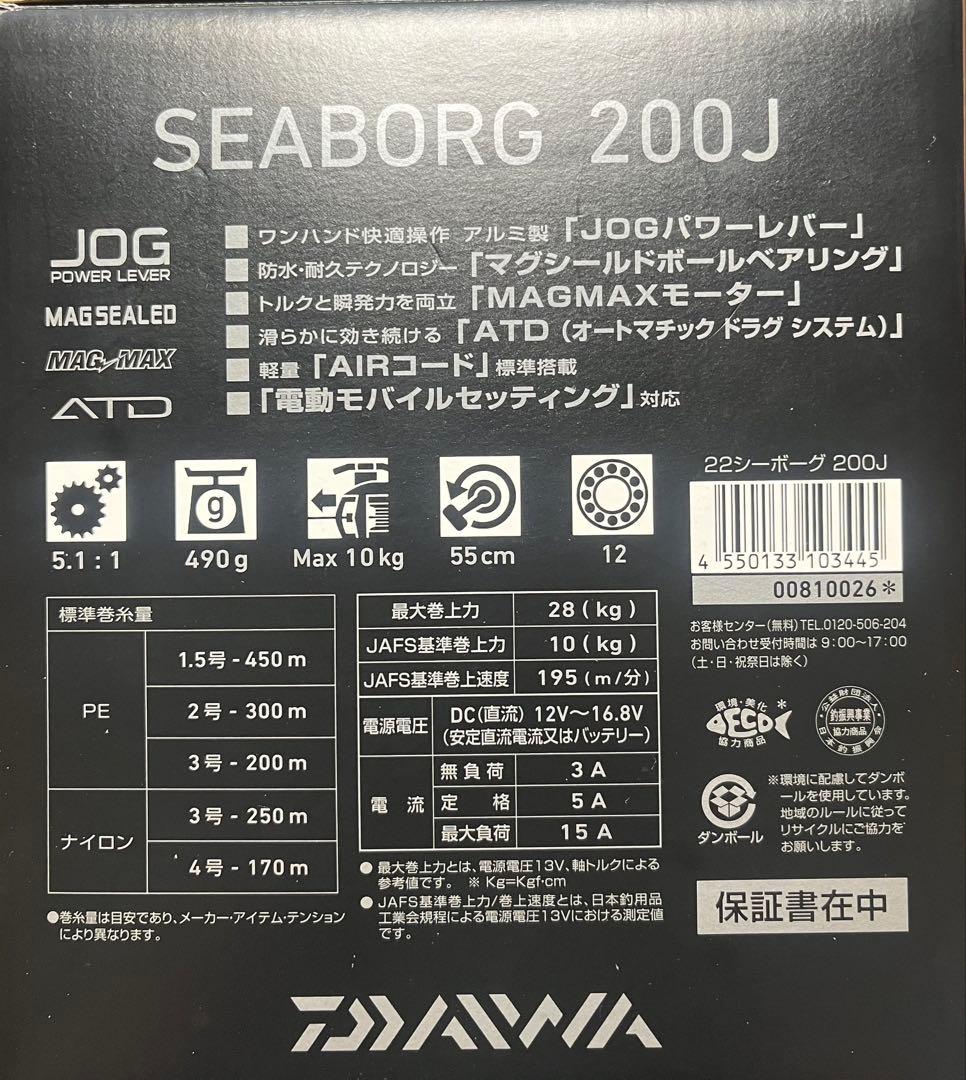 SEABORG 200J
JOG
POWER LEVER
MAGSEALED
MAG MAX
ATD
■ワンハンド快適操作 アルミ製「JOGパワーレバー」
■防水・耐久テクノロジー「マグシールドボールベアリング」
■トルクと瞬発力を両立「MAGMAXモーター」
■滑らかに効き続ける「ATD(オートマチック ドラグ システム)」
■軽量「AIRコード」標準搭載
■「電動モバイルセッティング」対応
g
5.1:1
490g
Max 10kg
55cm
12
22シーボーグ 200J
4 550133 103445
00810026*
お客様センター(無料)TEL.0120-506-204
お問い合わせ受付時間は 9:00〜17:00
(土・日・祝祭日は除く)
標準巻糸量
PE
1.5号-450m
2号-300m
3号-200m
ナイロン
3号-250m
4号-170m
●巻糸量は目安であり、メーカー・アイテム・テンション
により異なります。
最大巻上力 28(kg)
JAFS基準巻上力 10(kg)
JAFS基準巻上速度 195(m/分)
電源電圧 DC(直流) 12V〜16.8V
(安定直流電流又はバッテリー)
電流
無負荷 3A
定格 5A
最大負荷 15A
●最大巻上力とは、電源電圧13V、軸トルクによる
参考値です。 ※Kg=Kgf・cm
●JAFS基準巻上力/巻上速度とは、日本釣用品
工業会規程による電源電圧13Vにおける測定値
です。
環境・美化
ECO
協力商品
公益財団法人
釣振興事業
協力商品
日本釣振興会
ダンボール
※環境に配慮してダンボ
ールを使用しています。
地域のルールに従って
リサイクルにご協力を
お願いします。
保証書在中
DAIWA